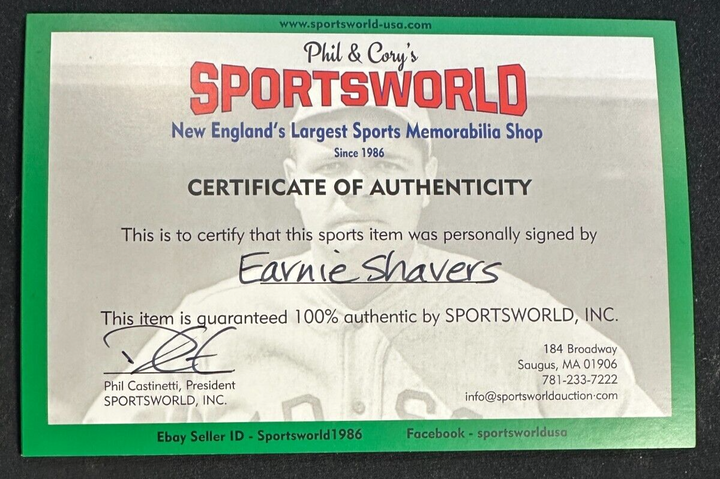 www.sportsworld-usa.com
Phil & Cory's
SPORTSWORLD
New England's Largest Sports Memorabilia Shop
Since 1986
CERTIFICATE OF AUTHENTICITY
This is to certify that this sports item was personally signed by
Earnie Shavers
This item is guaranteed 100% authentic by SPORTSWORLD, INC.
Phil Castinetti, President
SPORTSWORLD, INC.
184 Broadway
Saugus, MA 01906
781-233-7222
info@sportsworldauction.com
Ebay Seller ID - Sportsworld1986 Facebook - sportsworldusa